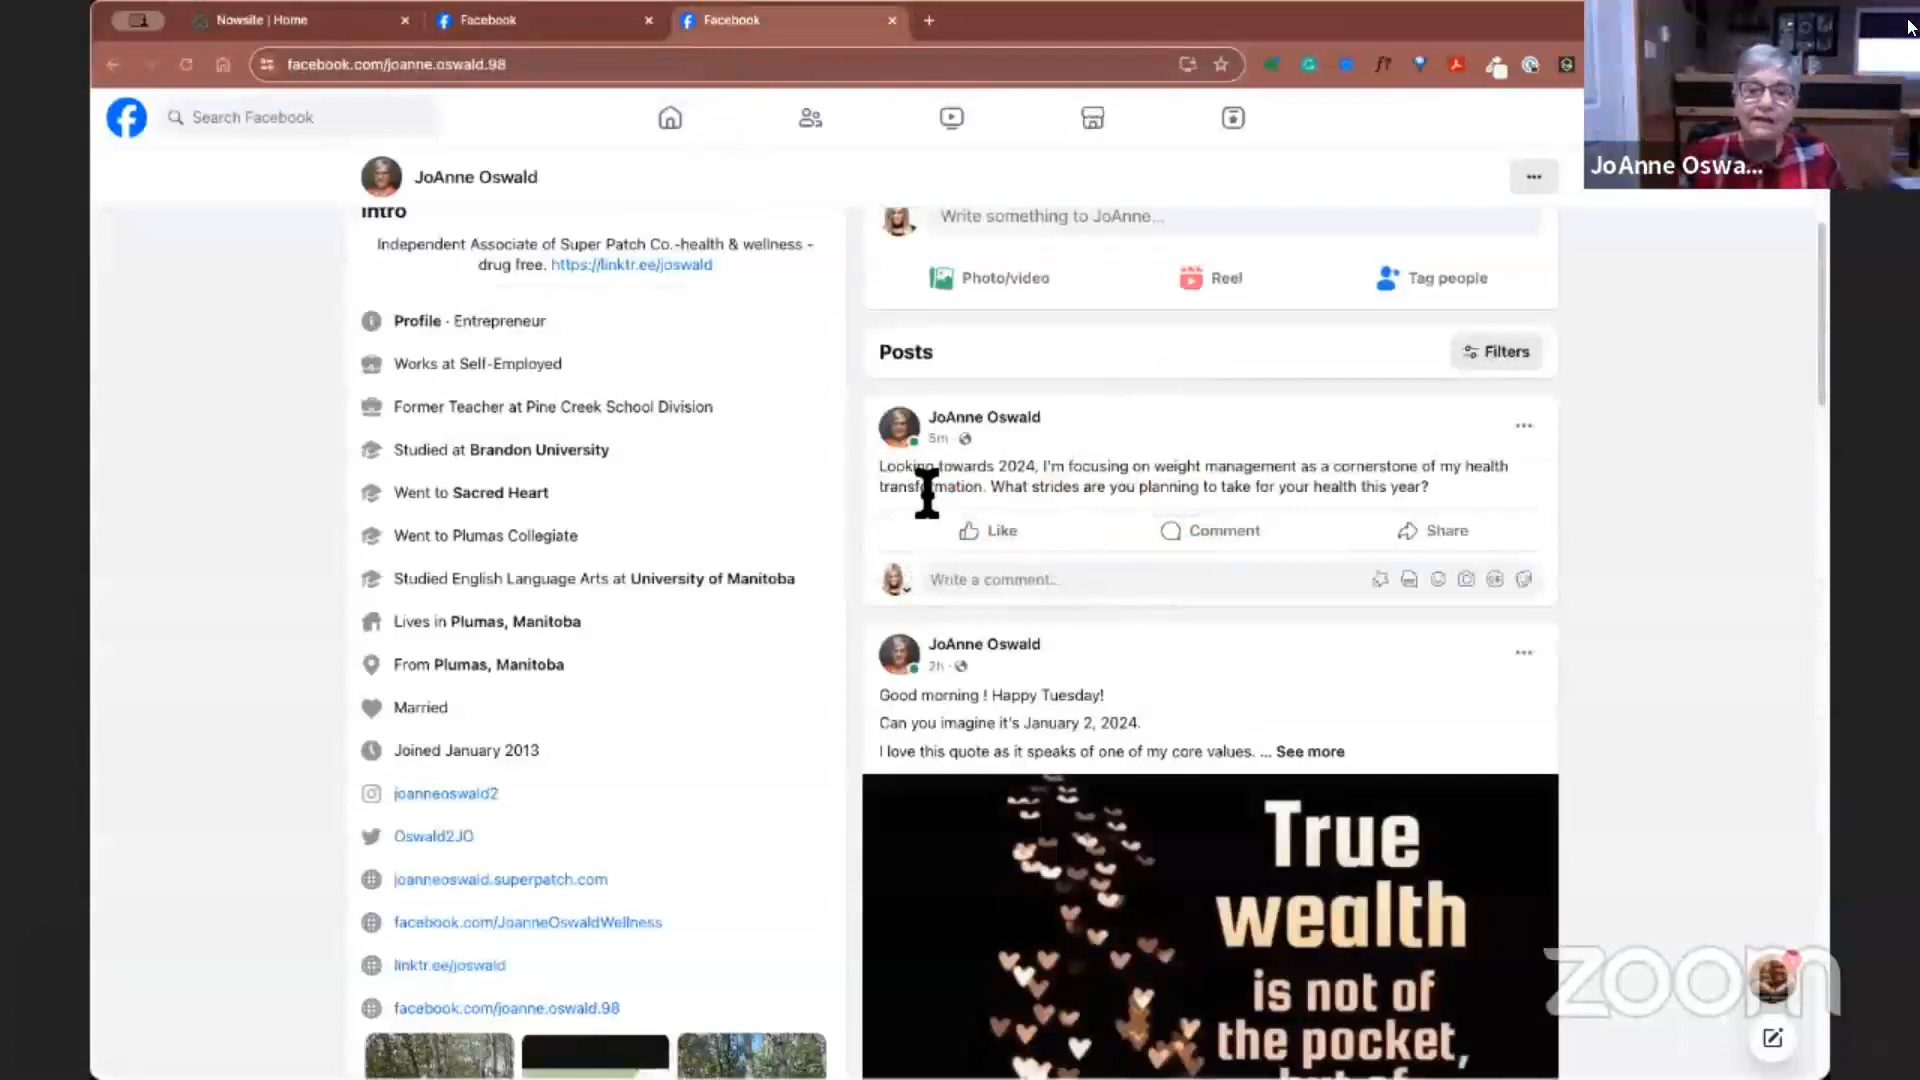 Nowsite | Home
Facebook
Facebook
facebook.com/joanne.oswald.98
Search Facebook
JoAnne Oswa...
JoAnne Oswald
Intro
Independent Associate of Super Patch Co.-health & wellness -
drug free. https://linktr.ee/joswald
Profile · Entrepreneur
Works at Self-Employed
Former Teacher at Pine Creek School Division
Studied at Brandon University
Went to Sacred Heart
Went to Plumas Collegiate
Studied English Language Arts at University of Manitoba
Lives in Plumas, Manitoba
From Plumas, Manitoba
Married
Joined January 2013
joanneoswald2
Oswald2JO
joanneoswald.superpatch.com
facebook.com/JoanneOswaldWellness
linktr.ee/joswald
facebook.com/joanne.oswald.98
Write something to JoAnne...
Photo/video
Reel
Tag people
Posts
Filters
JoAnne Oswald
5m
Looking towards 2024, I'm focusing on weight management as a cornerstone of my health
transformation. What strides are you planning to take for your health this year?
Like
Comment
Share
Write a comment...
JoAnne Oswald
2h
Good morning ! Happy Tuesday!
Can you imagine it's January 2, 2024.
I love this quote as it speaks of one of my core values. ... See more
True
wealth
is not of
the pocket,
zoom